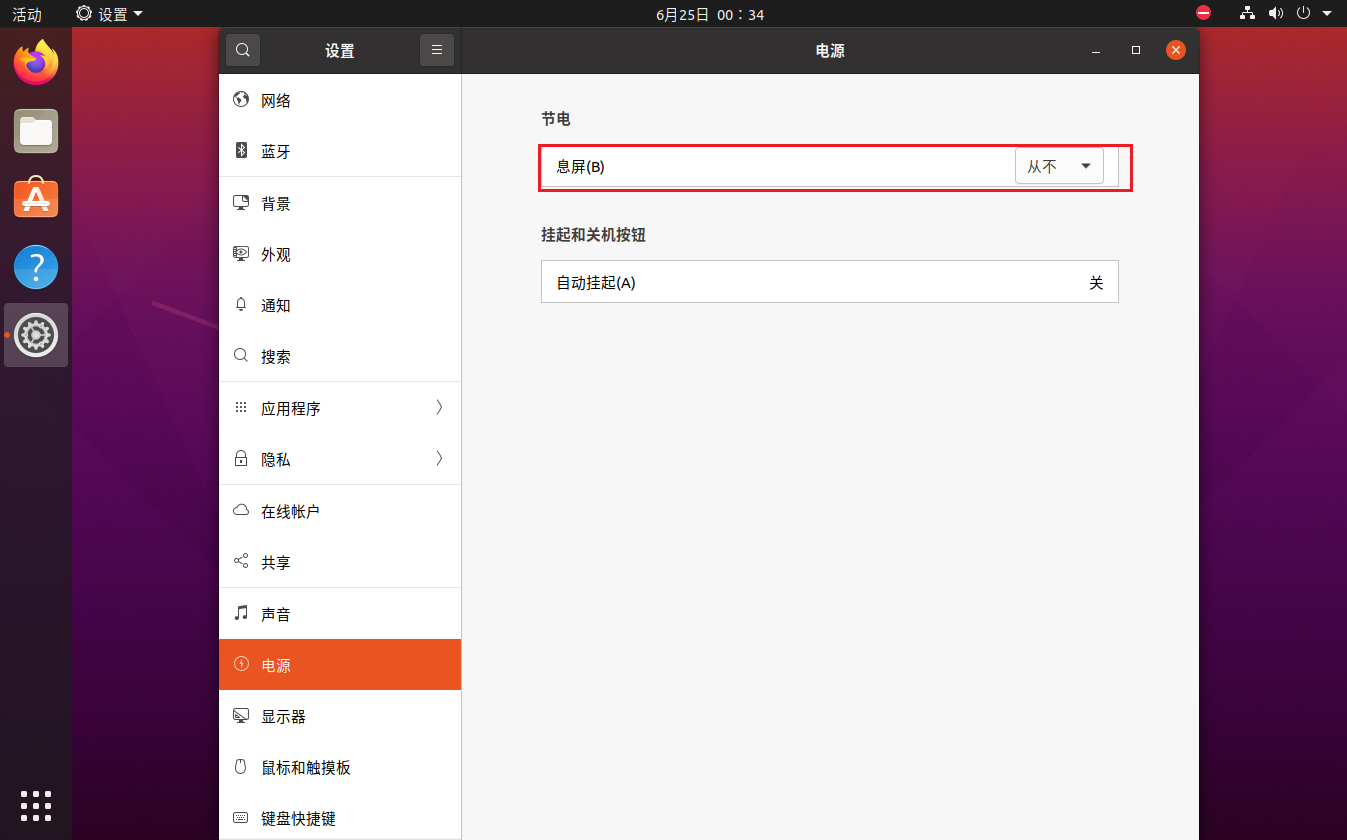 活动 设置 6月25日 00：34
设置
电源
网络
蓝牙
背景
外观
通知
搜索
应用程序
隐私
在线帐户
共享
声音
电源
显示器
鼠标和触摸板
键盘快捷键
节电
息屏(B) 从不
挂起和关机按钮
自动挂起(A) 关